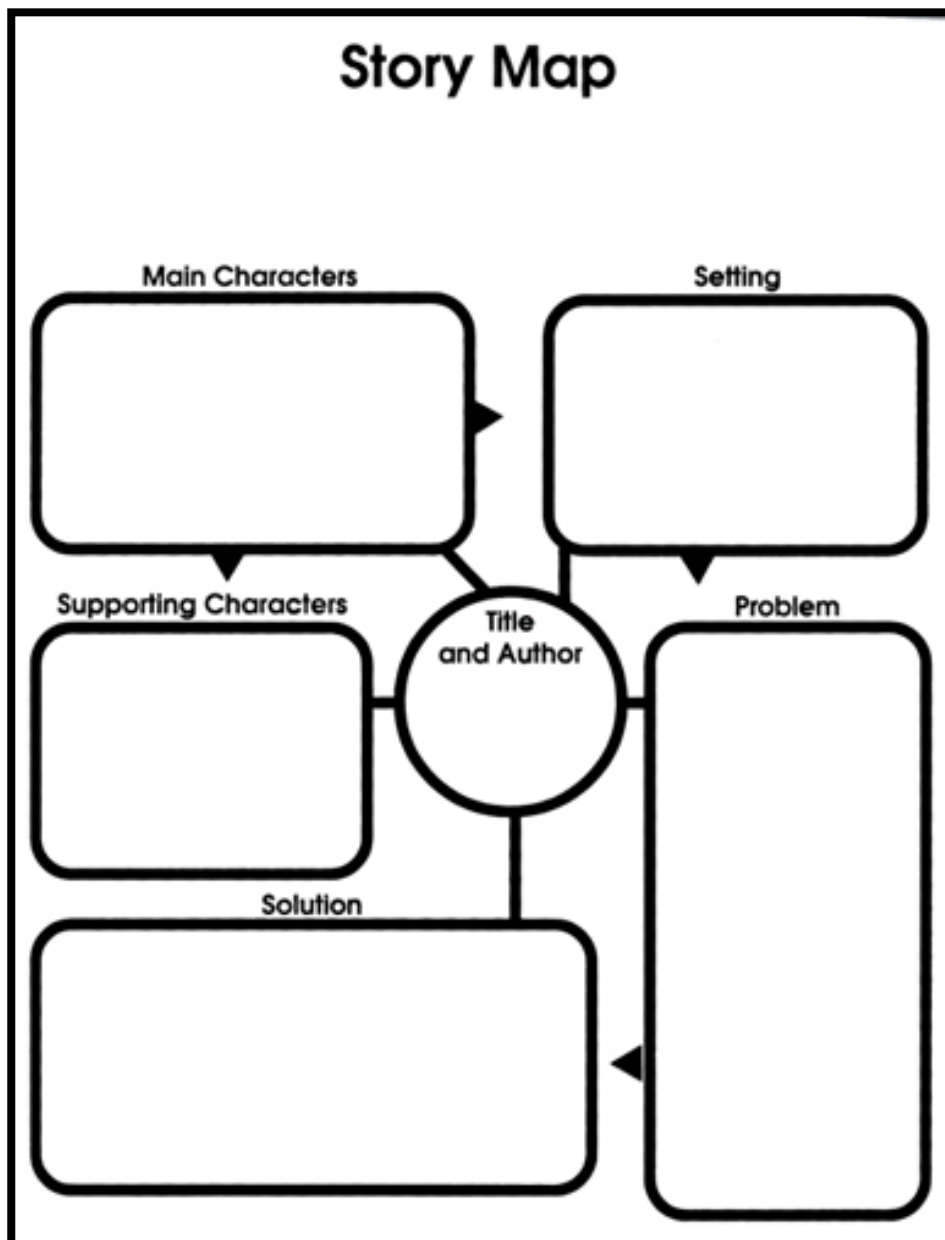 Story Map
Main Characters
Setting
Supporting Characters
Title
and Author
Problem
Solution